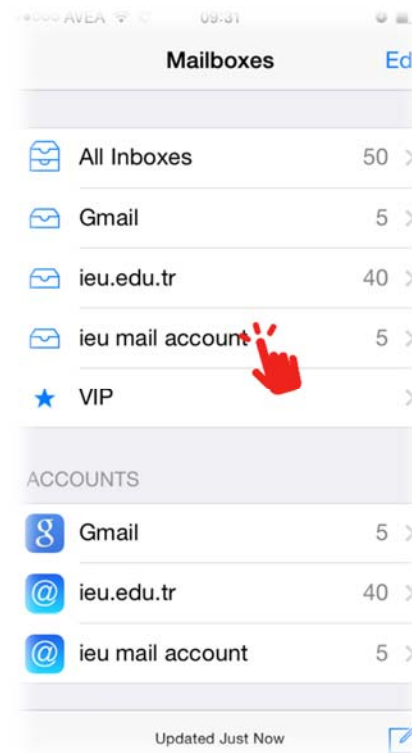 AVEA 09:31
Mailboxes Ed
All Inboxes 50
Gmail 5
ieu.edu.tr 40
ieu mail account 5
VIP
ACCOUNTS
g Gmail 5
@ ieu.edu.tr 40
@ ieu mail account 5
Updated Just Now